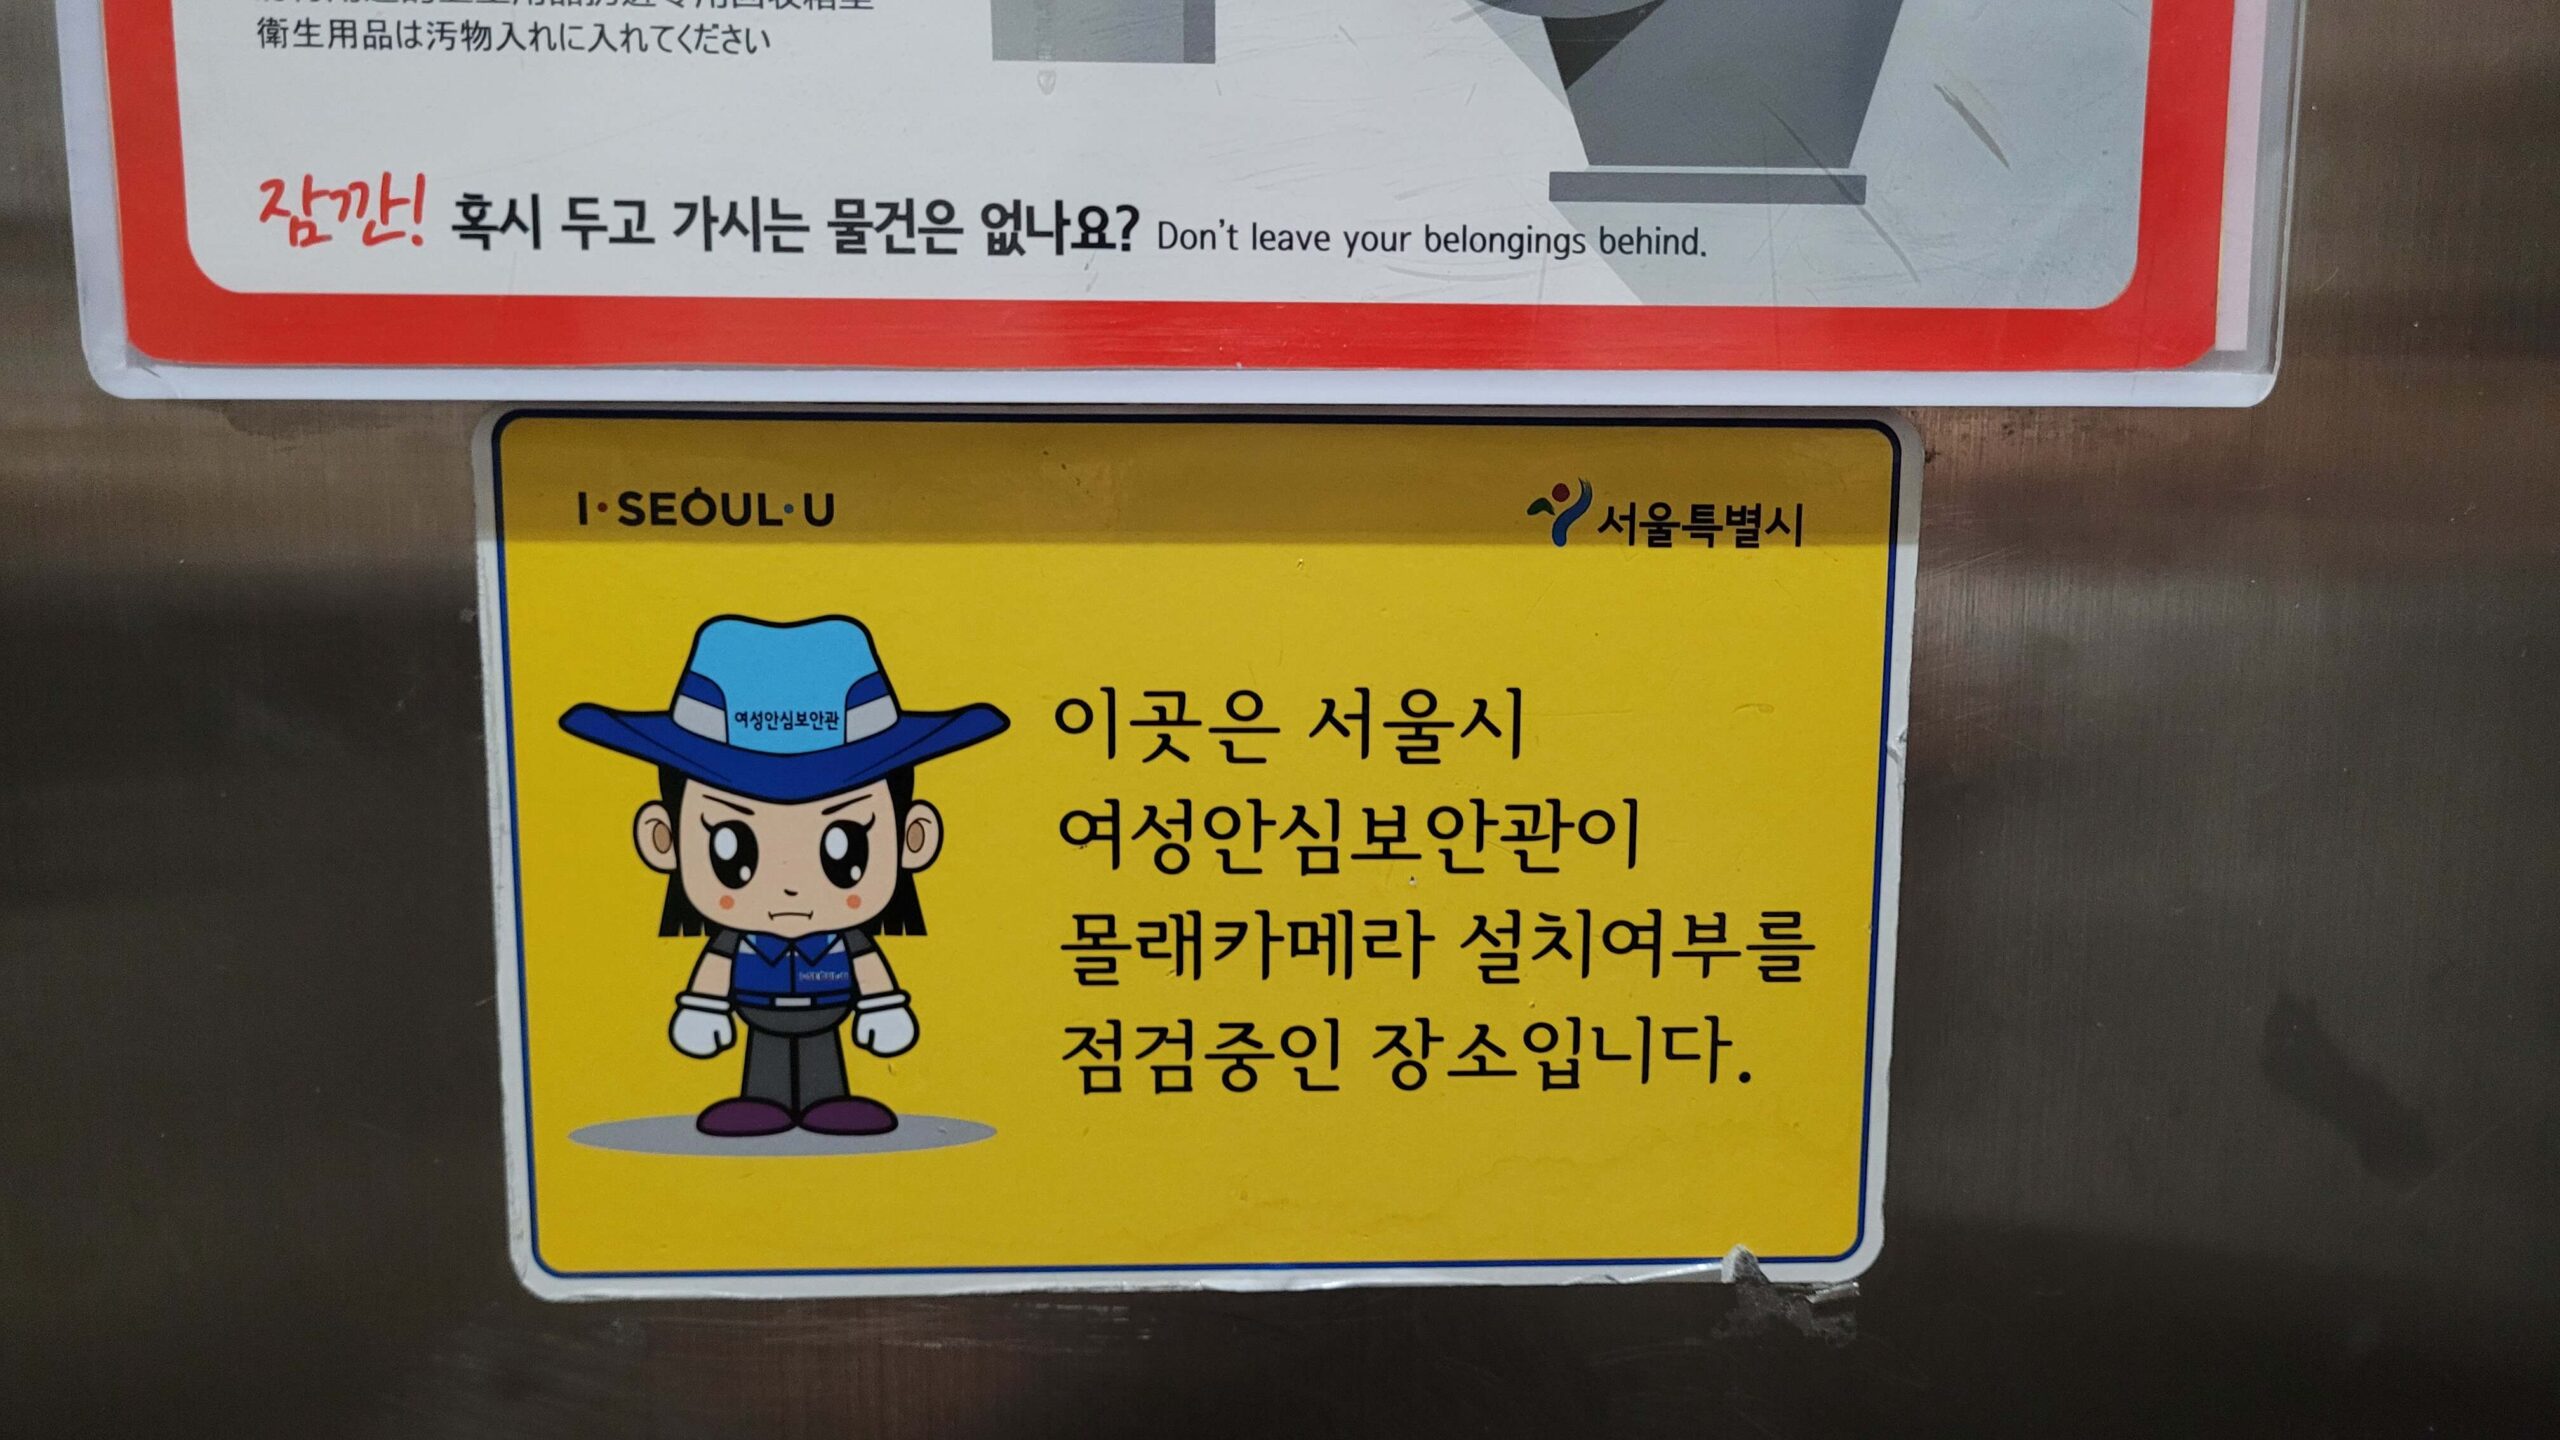 衛生用品は汚物入れに入れてください
잠깐! 혹시 두고 가시는 물건은 없나요? Don't leave your belongings behind.
I·SEOUL·U
서울특별시
여성안심보안관
이곳은 서울시
여성안심보안관이
몰래카메라 설치여부를
점검중인 장소입니다.
I·SEOUL·U